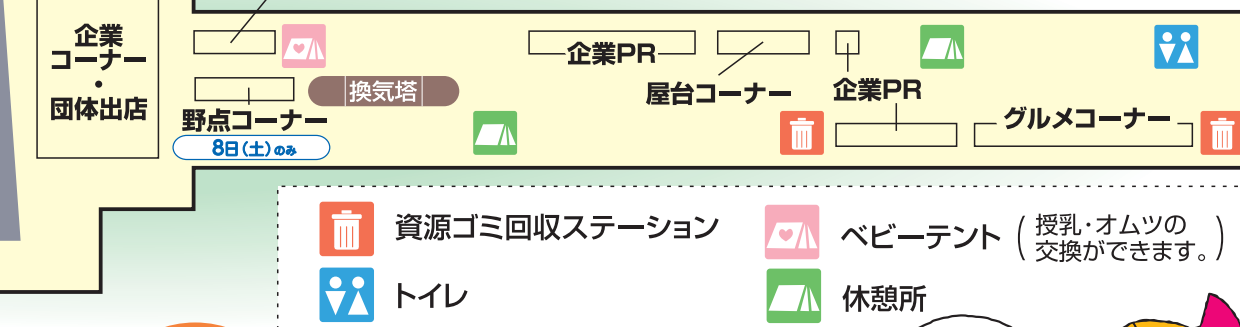 企業
コーナー
・
団体出店
野点コーナー
8日(土)のみ
換気塔
企業PR
屋台コーナー
企業PR
グルメコーナー
資源ゴミ回収ステーション
トイレ
ベビーテント(授乳・オムツの
交換ができます。)
休憩所